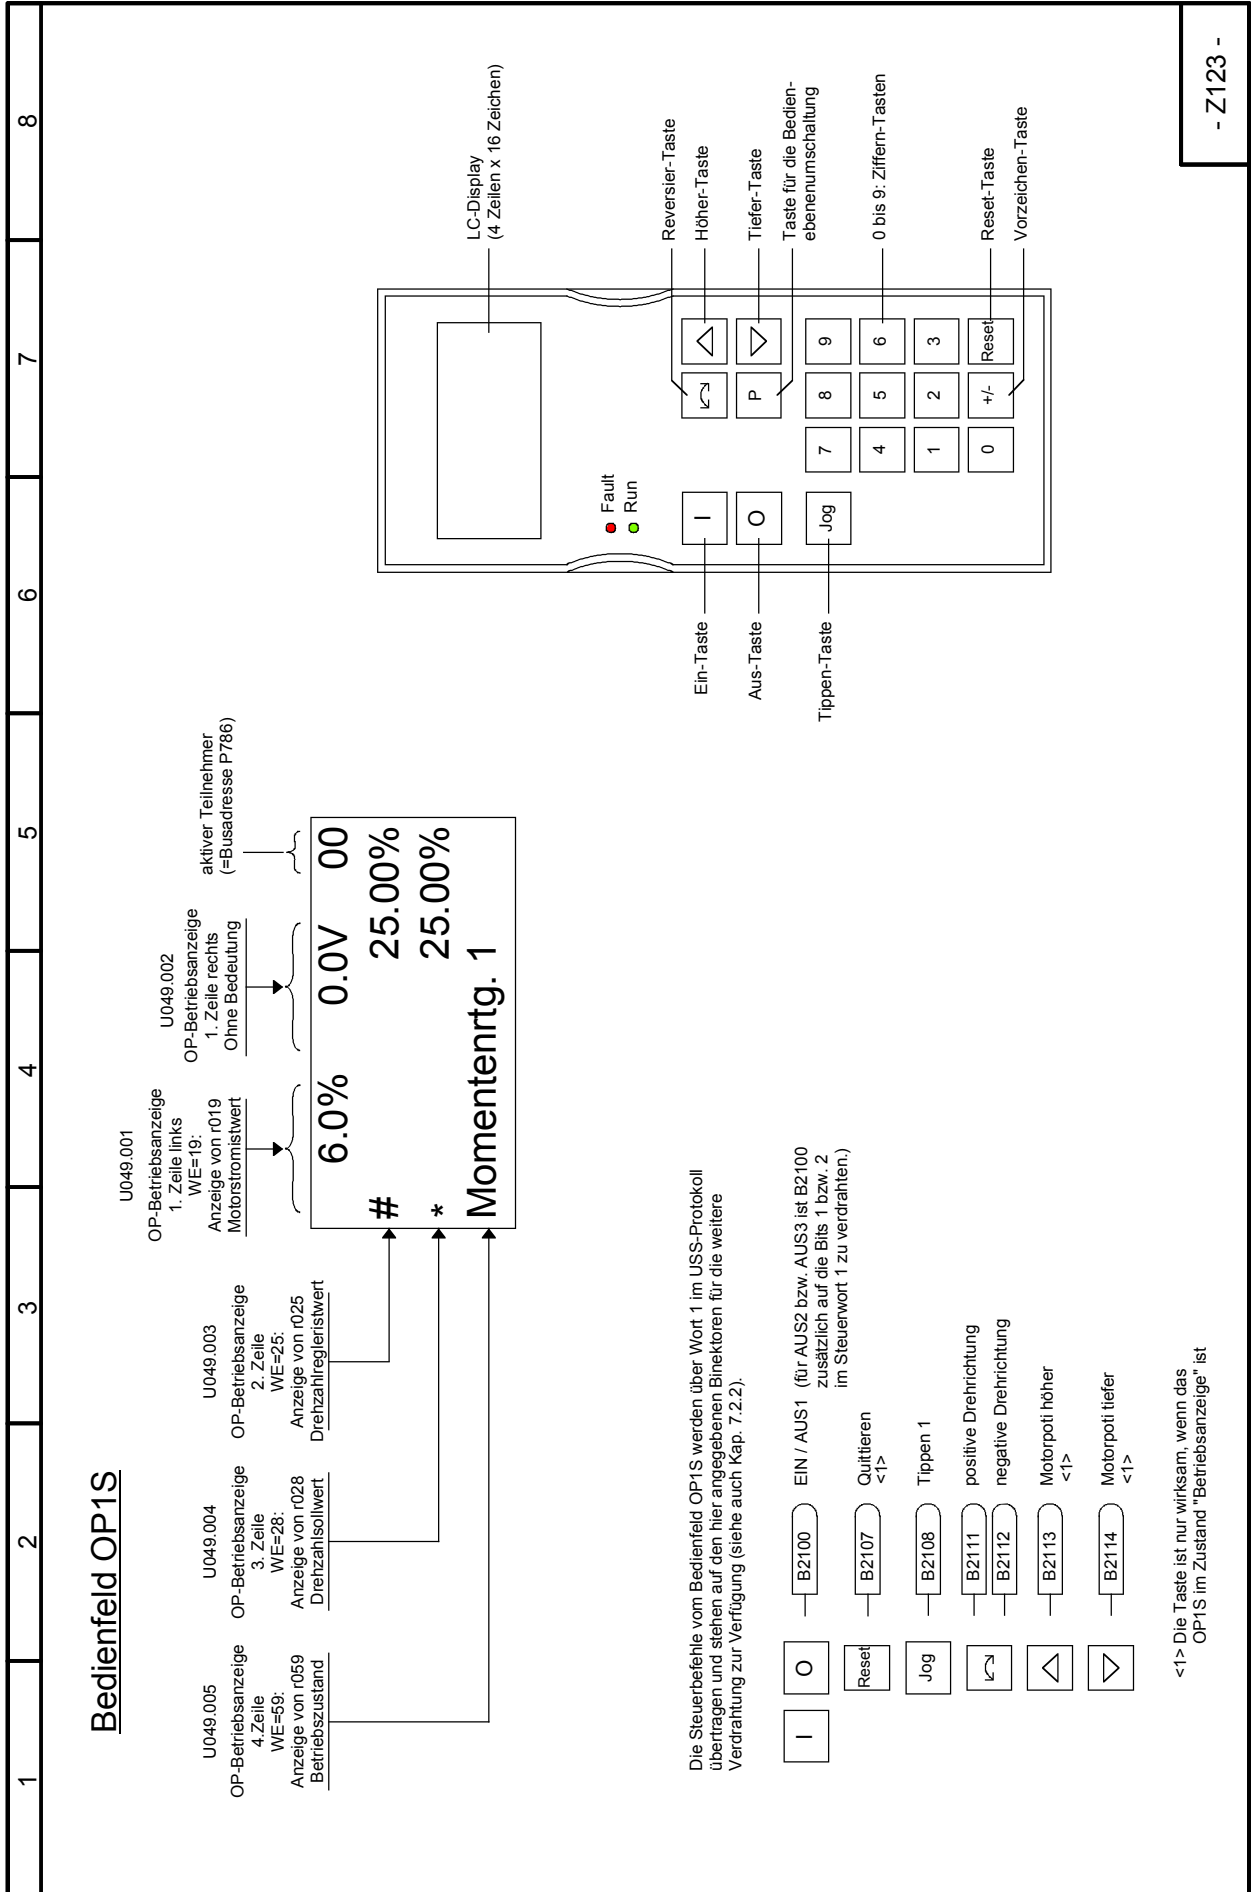 1 2 3 4 5 6 7 8
Bedienfeld OP1S
U049.005
OP-Betriebsanzeige
4.Zeile
WE=59:
Anzeige von r059
Betriebszustand
U049.004
OP-Betriebsanzeige
3. Zeile
WE=28:
Anzeige von r028
Drehzahlsollwert
U049.003
OP-Betriebsanzeige
2. Zeile
WE=25:
Anzeige von r025
Drehzahlregleristwert
U049.001
OP-Betriebsanzeige
1. Zeile links
WE=19:
Anzeige von r019
Motorstromistwert
U049.002
OP-Betriebsanzeige
1. Zeile rechts
Ohne Bedeutung
aktiver Teilnehmer
(=Busadresse P786)
6.0% 0.0V 00
# 25.00%
* 25.00%
Momentenrtg. 1
LC-Display
(4 Zeilen x 16 Zeichen)
Fault
Run
Reversier-Taste
Höher-Taste
Tiefer-Taste
Taste für die Bedien-
ebenenumschaltung
0 bis 9: Ziffern-Tasten
Reset-Taste
Vorzeichen-Taste
Ein-Taste
Aus-Taste
Tippen-Taste
I
O P
Jog 7 8 9
4 5 6
1 2 3
0 +/- Reset
Die Steuerbefehle vom Bedienfeld OP1S werden über Wort 1 im USS-Protokoll
übertragen und stehen auf den hier angegebenen Binektoren für die weitere
Verdrahtung zur Verfügung (siehe auch Kap. 7.2.2).
I O B2100 EIN / AUS1 (für AUS2 bzw. AUS3 ist B2100
zusätzlich auf die Bits 1 bzw. 2
im Steuerwort 1 zu verdrahten.)
Reset B2107 Quittieren
<1>
Jog B2108 Tippen 1
B2111 positive Drehrichtung
B2112 negative Drehrichtung
B2113 Motorpoti höher
<1>
B2114 Motorpoti tiefer
<1>
<1> Die Taste ist nur wirksam, wenn das
OP1S im Zustand "Betriebsanzeige" ist
- Z123 -